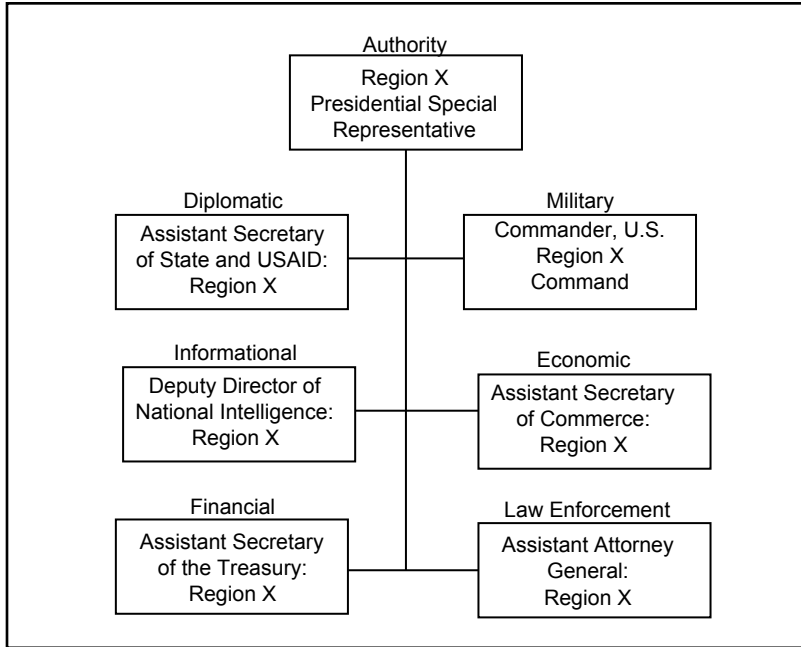 Authority
Region X
Presidential Special
Representative
Diplomatic
Assistant Secretary
of State and USAID:
Region X
Military
Commander, U.S.
Region X
Command
Informational
Deputy Director of
National Intelligence:
Region X
Economic
Assistant Secretary
of Commerce:
Region X
Financial
Assistant Secretary
of the Treasury:
Region X
Law Enforcement
Assistant Attorney
General:
Region X